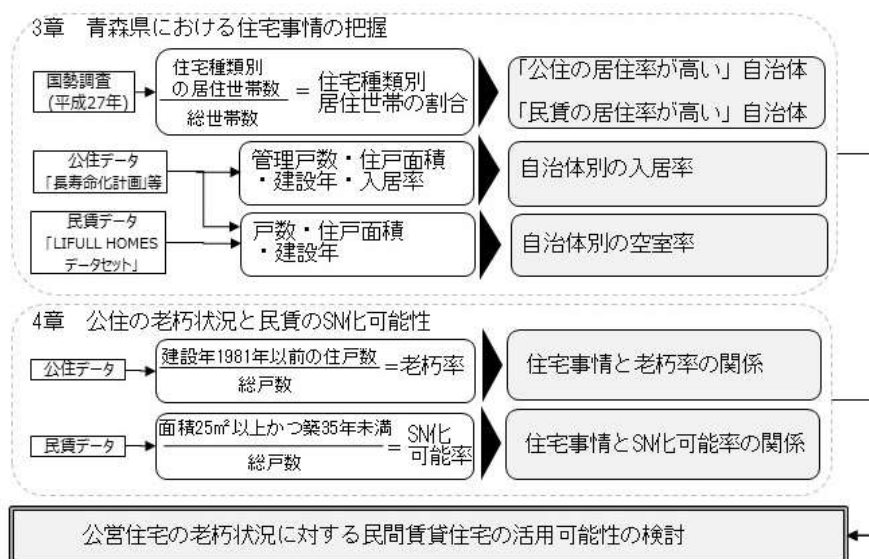 3章 青森県における住宅事情の把握
国勢調査
(平成27年)
住宅種類別
の居住世帯数
総世帯数
=
住宅種類別
居住世帯の割合
「公住の居住率が高い」自治体
「民賃の居住率が高い」自治体
公住データ
「長寿命化計画」等
管理戸数・住戸面積
・建設年・入居率
自治体別の入居率
民賃データ
「LIFULL HOMES
データセット」
戸数・住戸面積
・建設年
自治体別の空室率
4章 公住の老朽状況と民賃のSN化可能性
公住データ
建設年1981年以前の住戸数
総戸数
=老朽率
住宅事情と老朽率の関係
民賃データ
面積25m²以上かつ築35年未満
総戸数
=
SN化
可能率
住宅事情とSN化可能率の関係
公営住宅の老朽状況に対する民間賃貸住宅の活用可能性の検討